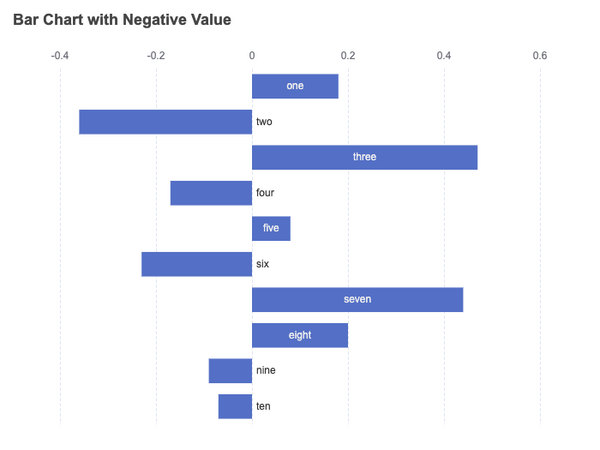 Bar Chart with Negative Value
-0.4 -0.2 0 0.2 0.4 0.6
one
two
three
four
five
six
seven
eight
nine
ten